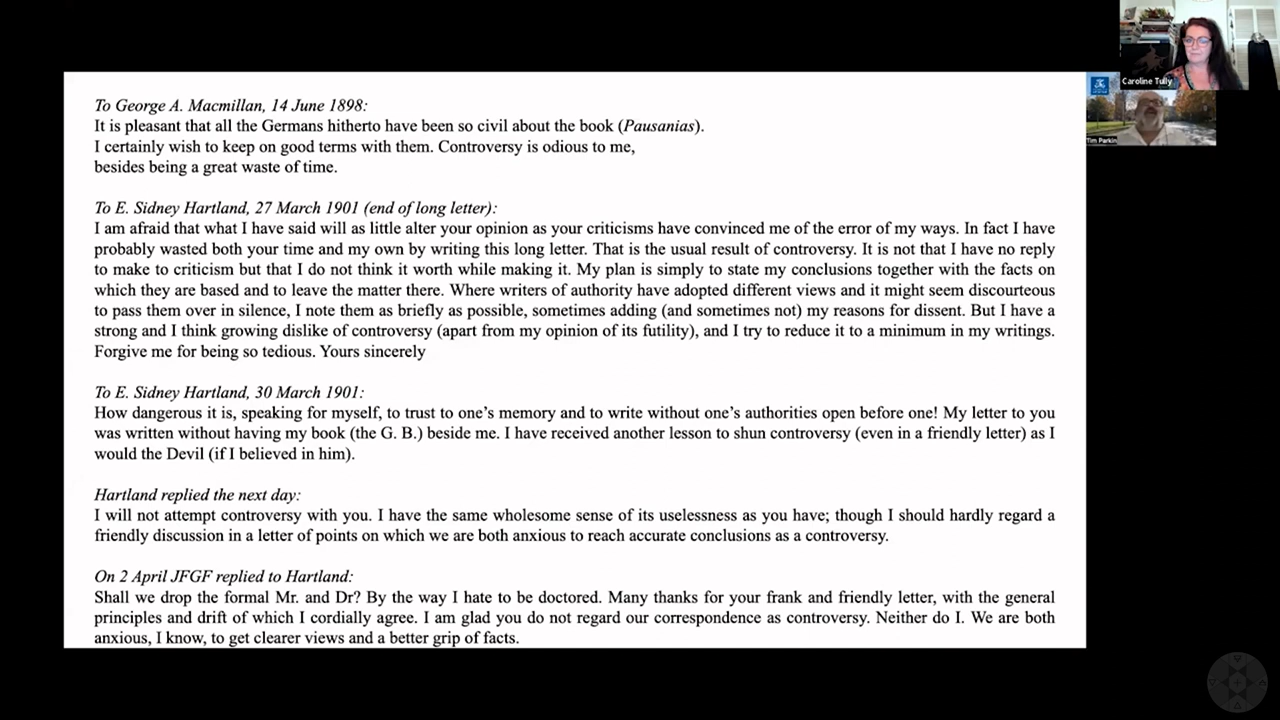 Caroline Tully
Tim Parkin
To George A. Macmillan, 14 June 1898:
It is pleasant that all the Germans hitherto have been so civil about the book (Pausanias).
I certainly wish to keep on good terms with them. Controversy is odious to me,
besides being a great waste of time.
To E. Sidney Hartland, 27 March 1901 (end of long letter):
I am afraid that what I have said will as little alter your opinion as your criticisms have convinced me of the error of my ways. In fact I have
probably wasted both your time and my own by writing this long letter. That is the usual result of controversy. It is not that I have no reply
to make to criticism but that I do not think it worth while making it. My plan is simply to state my conclusions together with the facts on
which they are based and to leave the matter there. Where writers of authority have adopted different views and it might seem discourteous
to pass them over in silence, I note them as briefly as possible, sometimes adding (and sometimes not) my reasons for dissent. But I have a
strong and I think growing dislike of controversy (apart from my opinion of its futility), and I try to reduce it to a minimum in my writings.
Forgive me for being so tedious. Yours sincerely
To E. Sidney Hartland, 30 March 1901:
How dangerous it is, speaking for myself, to trust to one’s memory and to write without one’s authorities open before one! My letter to you
was written without having my book (the G. B.) beside me. I have received another lesson to shun controversy (even in a friendly letter) as I
would the Devil (if I believed in him).
Hartland replied the next day:
I will not attempt controversy with you. I have the same wholesome sense of its uselessness as you have; though I should hardly regard a
friendly discussion in a letter of points on which we are both anxious to reach accurate conclusions as a controversy.
On 2 April JFGF replied to Hartland:
Shall we drop the formal Mr. and Dr? By the way I hate to be doctored. Many thanks for your frank and friendly letter, with the general
principles and drift of which I cordially agree. I am glad you do not regard our correspondence as controversy. Neither do I. We are both
anxious, I know, to get clearer views and a better grip of facts.